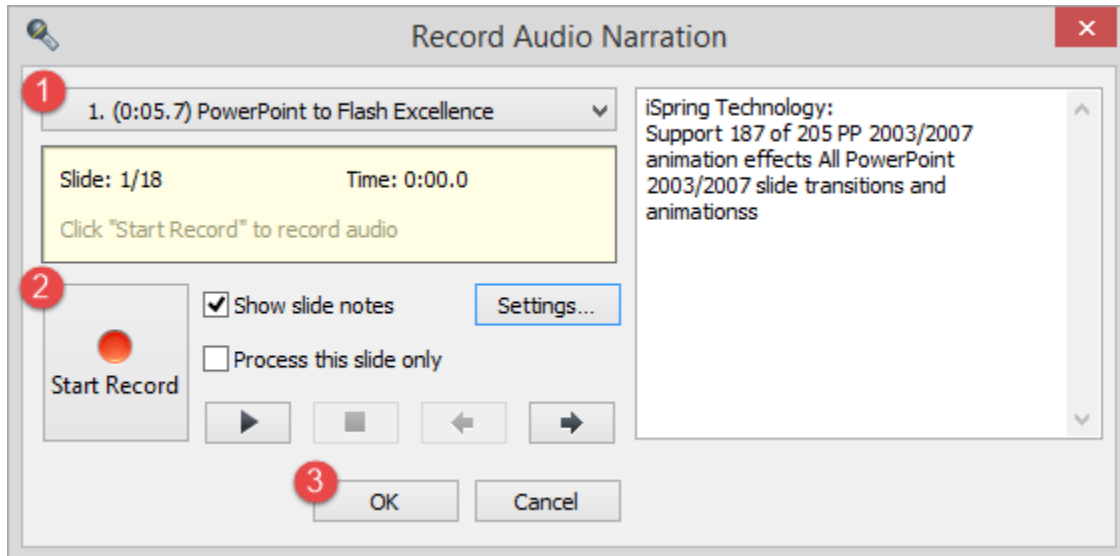 Record Audio Narration
1
1. (0:05.7) PowerPoint to Flash Excellence
Slide: 1/18 Time: 0:00.0
Click "Start Record" to record audio
2
Start Record
Show slide notes
Settings...
Process this slide only
3
OK
Cancel
iSpring Technology:
Support 187 of 205 PP 2003/2007
animation effects All PowerPoint
2003/2007 slide transitions and
animationss